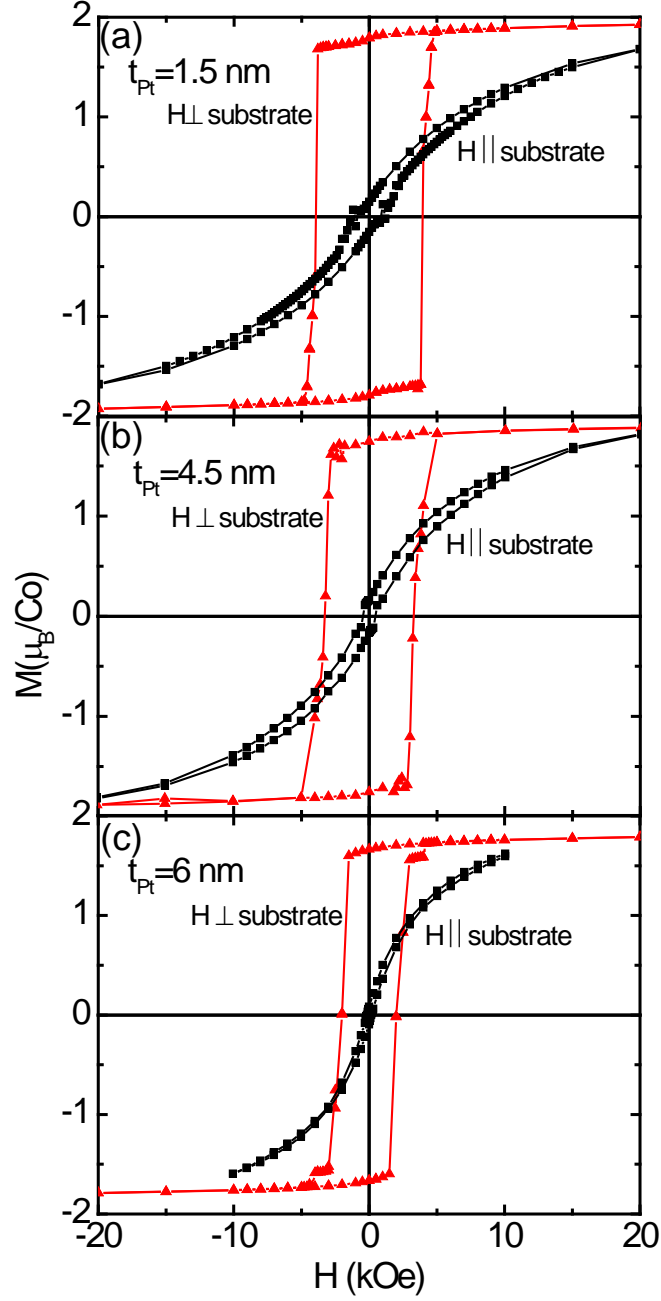 (a)
t_Pt=1.5 nm
H⊥ substrate
H || substrate
2
1
0
-1
-2
(b)
t_Pt=4.5 nm
H ⊥ substrate
H || substrate
2
1
0
-1
-2
M(μ_B/Co)
(c)
t_Pt=6 nm
H ⊥ substrate
H || substrate
2
1
0
-1
-2
-20 -10 0 10 20
H (kOe)